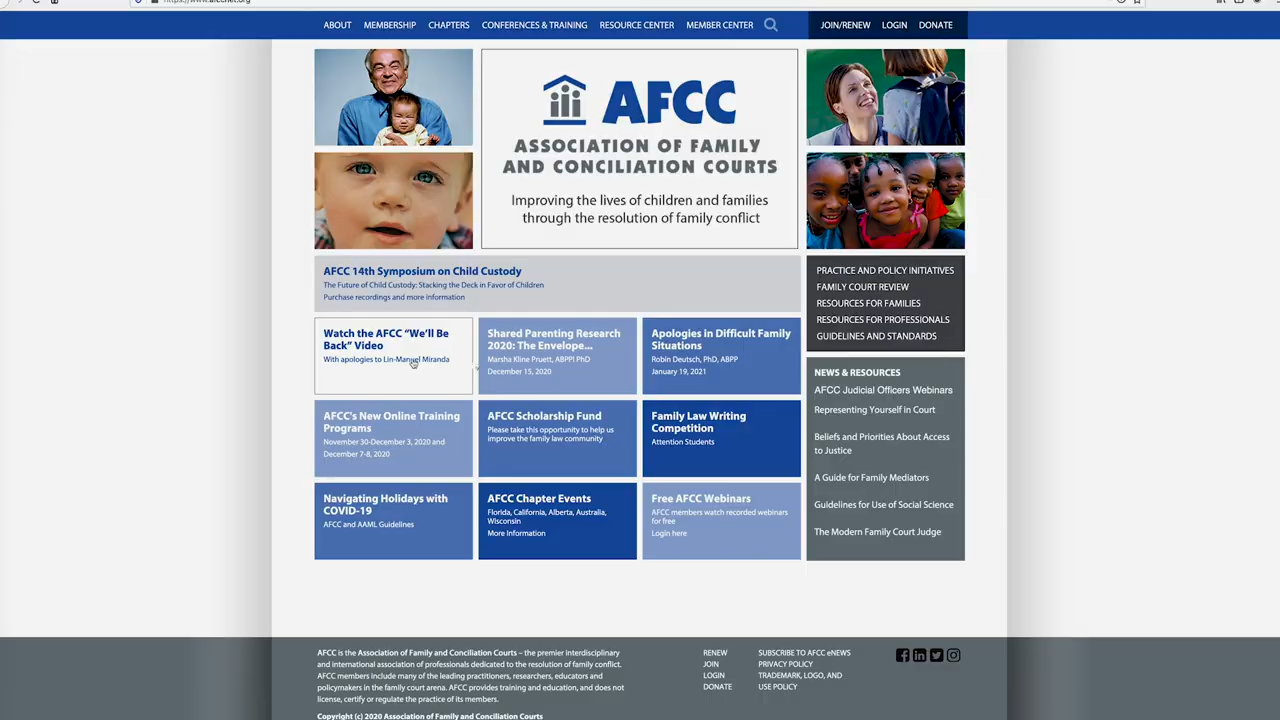 https://www.afccnet.org
ABOUT MEMBERSHIP CHAPTERS CONFERENCES & TRAINING RESOURCE CENTER MEMBER CENTER JOIN/RENEW LOGIN DONATE
AFCC
ASSOCIATION OF FAMILY
AND CONCILIATION COURTS
Improving the lives of children and families
through the resolution of family conflict
AFCC 14th Symposium on Child Custody
The Future of Child Custody: Stacking the Deck in Favor of Children
Purchase recordings and more information
Watch the AFCC “We'll Be
Back” Video
With apologies to Lin-Manuel Miranda
Shared Parenting Research
2020: The Envelope...
Marsha Kline Pruett, ABPPI PhD
December 15, 2020
Apologies in Difficult Family
Situations
Robin Deutsch, PhD, ABPP
January 19, 2021
AFCC's New Online Training
Programs
November 30-December 3, 2020 and
December 7-8, 2020
AFCC Scholarship Fund
Please take this opportunity to help us
improve the family law community
Family Law Writing
Competition
Attention Students
Navigating Holidays with
COVID-19
AFCC and AAML Guidelines
AFCC Chapter Events
Florida, California, Alberta, Australia,
Wisconsin
More Information
Free AFCC Webinars
AFCC members watch recorded webinars
for free
Login here
PRACTICE AND POLICY INITIATIVES
FAMILY COURT REVIEW
RESOURCES FOR FAMILIES
RESOURCES FOR PROFESSIONALS
GUIDELINES AND STANDARDS
NEWS & RESOURCES
AFCC Judicial Officers Webinars
Representing Yourself in Court
Beliefs and Priorities About Access
to Justice
A Guide for Family Mediators
Guidelines for Use of Social Science
The Modern Family Court Judge
AFCC is the Association of Family and Conciliation Courts – the premier interdisciplinary
and international association of professionals dedicated to the resolution of family conflict.
AFCC members include many of the leading practitioners, researchers, educators and
policymakers in the family court arena. AFCC provides training and education, and does not
license, certify or regulate the practice of its members.
Copyright (c) 2020 Association of Family and Conciliation Courts
RENEW
JOIN
LOGIN
DONATE
SUBSCRIBE TO AFCC eNEWS
PRIVACY POLICY
TRADEMARK, LOGO, AND
USE POLICY